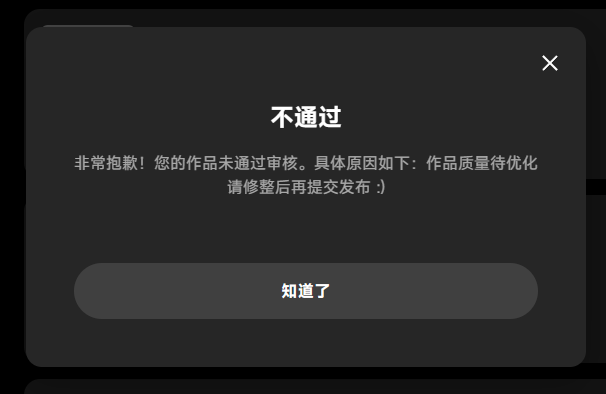 不通过
非常抱歉！您的作品未通过审核。具体原因如下：作品质量待优化
请修整后再提交发布 :)
知道了